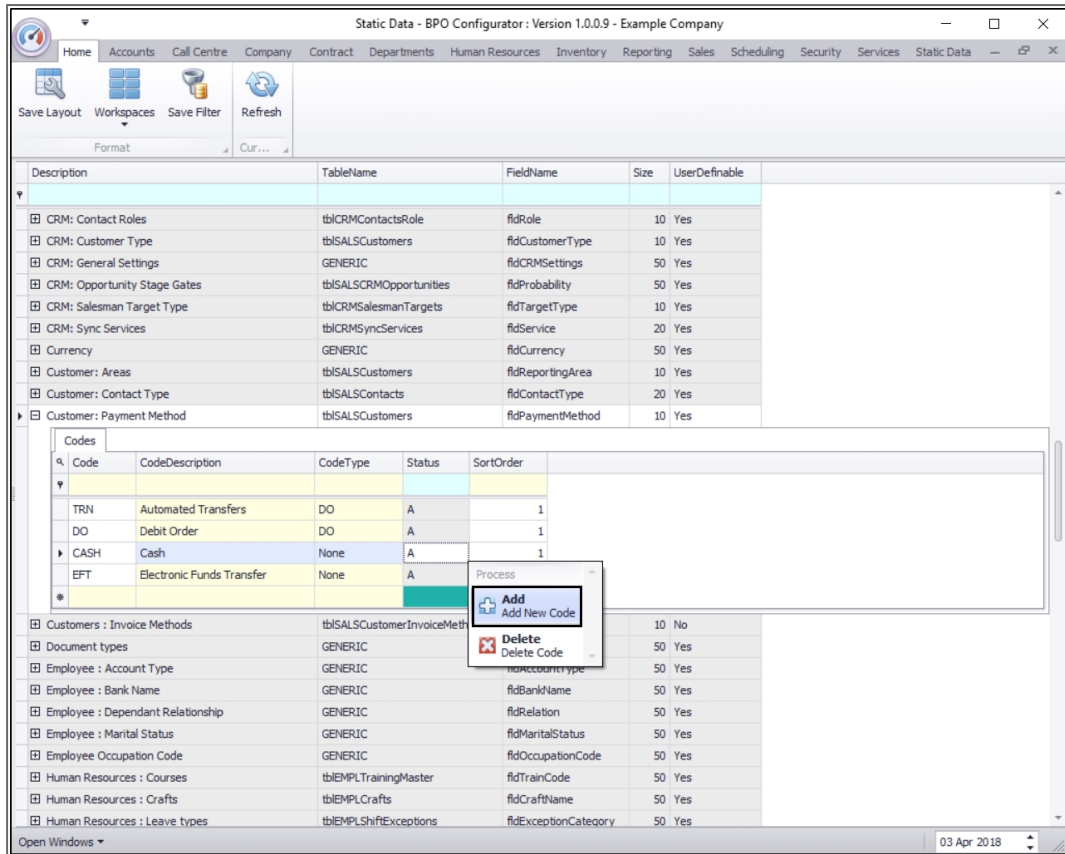 Static Data - BPO Configurator : Version 1.0.0.9 - Example Company
Home Accounts Call Centre Company Contract Departments Human Resources Inventory Reporting Sales Scheduling Security Services Static Data
Save Layout Workspaces Save Filter Refresh
Format Cur...
Description TableName FieldName Size UserDefinable
CRM: Contact Roles tblCRMContactsRole fldRole 10 Yes
CRM: Customer Type tblSALSCustomers fldCustomerType 10 Yes
CRM: General Settings GENERIC fldCRMSettings 50 Yes
CRM: Opportunity Stage Gates tblSALSCRMOpportunities fldProbability 50 Yes
CRM: Salesman Target Type tblCRMSalesmanTargets fldTargetType 10 Yes
CRM: Sync Services tblCRMSyncServices fldService 20 Yes
Currency GENERIC fldCurrency 50 Yes
Customer: Areas tblSALSCustomers fldReportingArea 10 Yes
Customer: Contact Type tblSALSContacts fldContactType 20 Yes
Customer: Payment Method tblSALSCustomers fldPaymentMethod 10 Yes
Codes
Code CodeDescription CodeType Status SortOrder
TRN Automated Transfers DO A 1
DO Debit Order DO A 1
CASH Cash None A 1
EFT Electronic Funds Transfer None A
Process
Add
Add New Code
Delete
Delete Code
Customers : Invoice Methods tblSALSCustomerInvoiceMeth 10 No
Document types GENERIC 50 Yes
Employee : Account Type GENERIC fldAccountType 50 Yes
Employee : Bank Name GENERIC fldBankName 50 Yes
Employee : Dependant Relationship GENERIC fldRelation 50 Yes
Employee : Marital Status GENERIC fldMaritalStatus 50 Yes
Employee Occupation Code GENERIC fldOccupationCode 50 Yes
Human Resources : Courses tblEMPLTrainingMaster fldTrainCode 50 Yes
Human Resources : Crafts tblEMPLCrafts fldCraftName 50 Yes
Human Resources : Leave types tblEMPLShiftExceptions fldExceptionCategory 50 Yes
Open Windows 03 Apr 2018